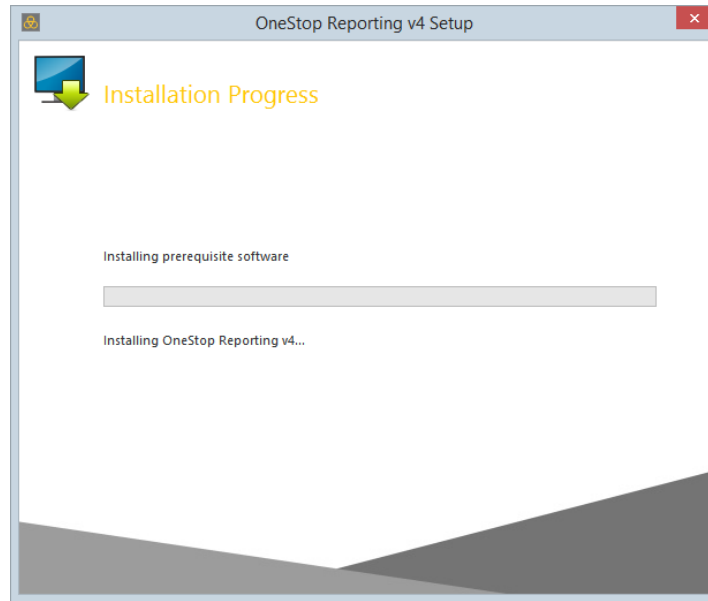 OneStop Reporting v4 Setup
Installation Progress
Installing prerequisite software
Installing OneStop Reporting v4...